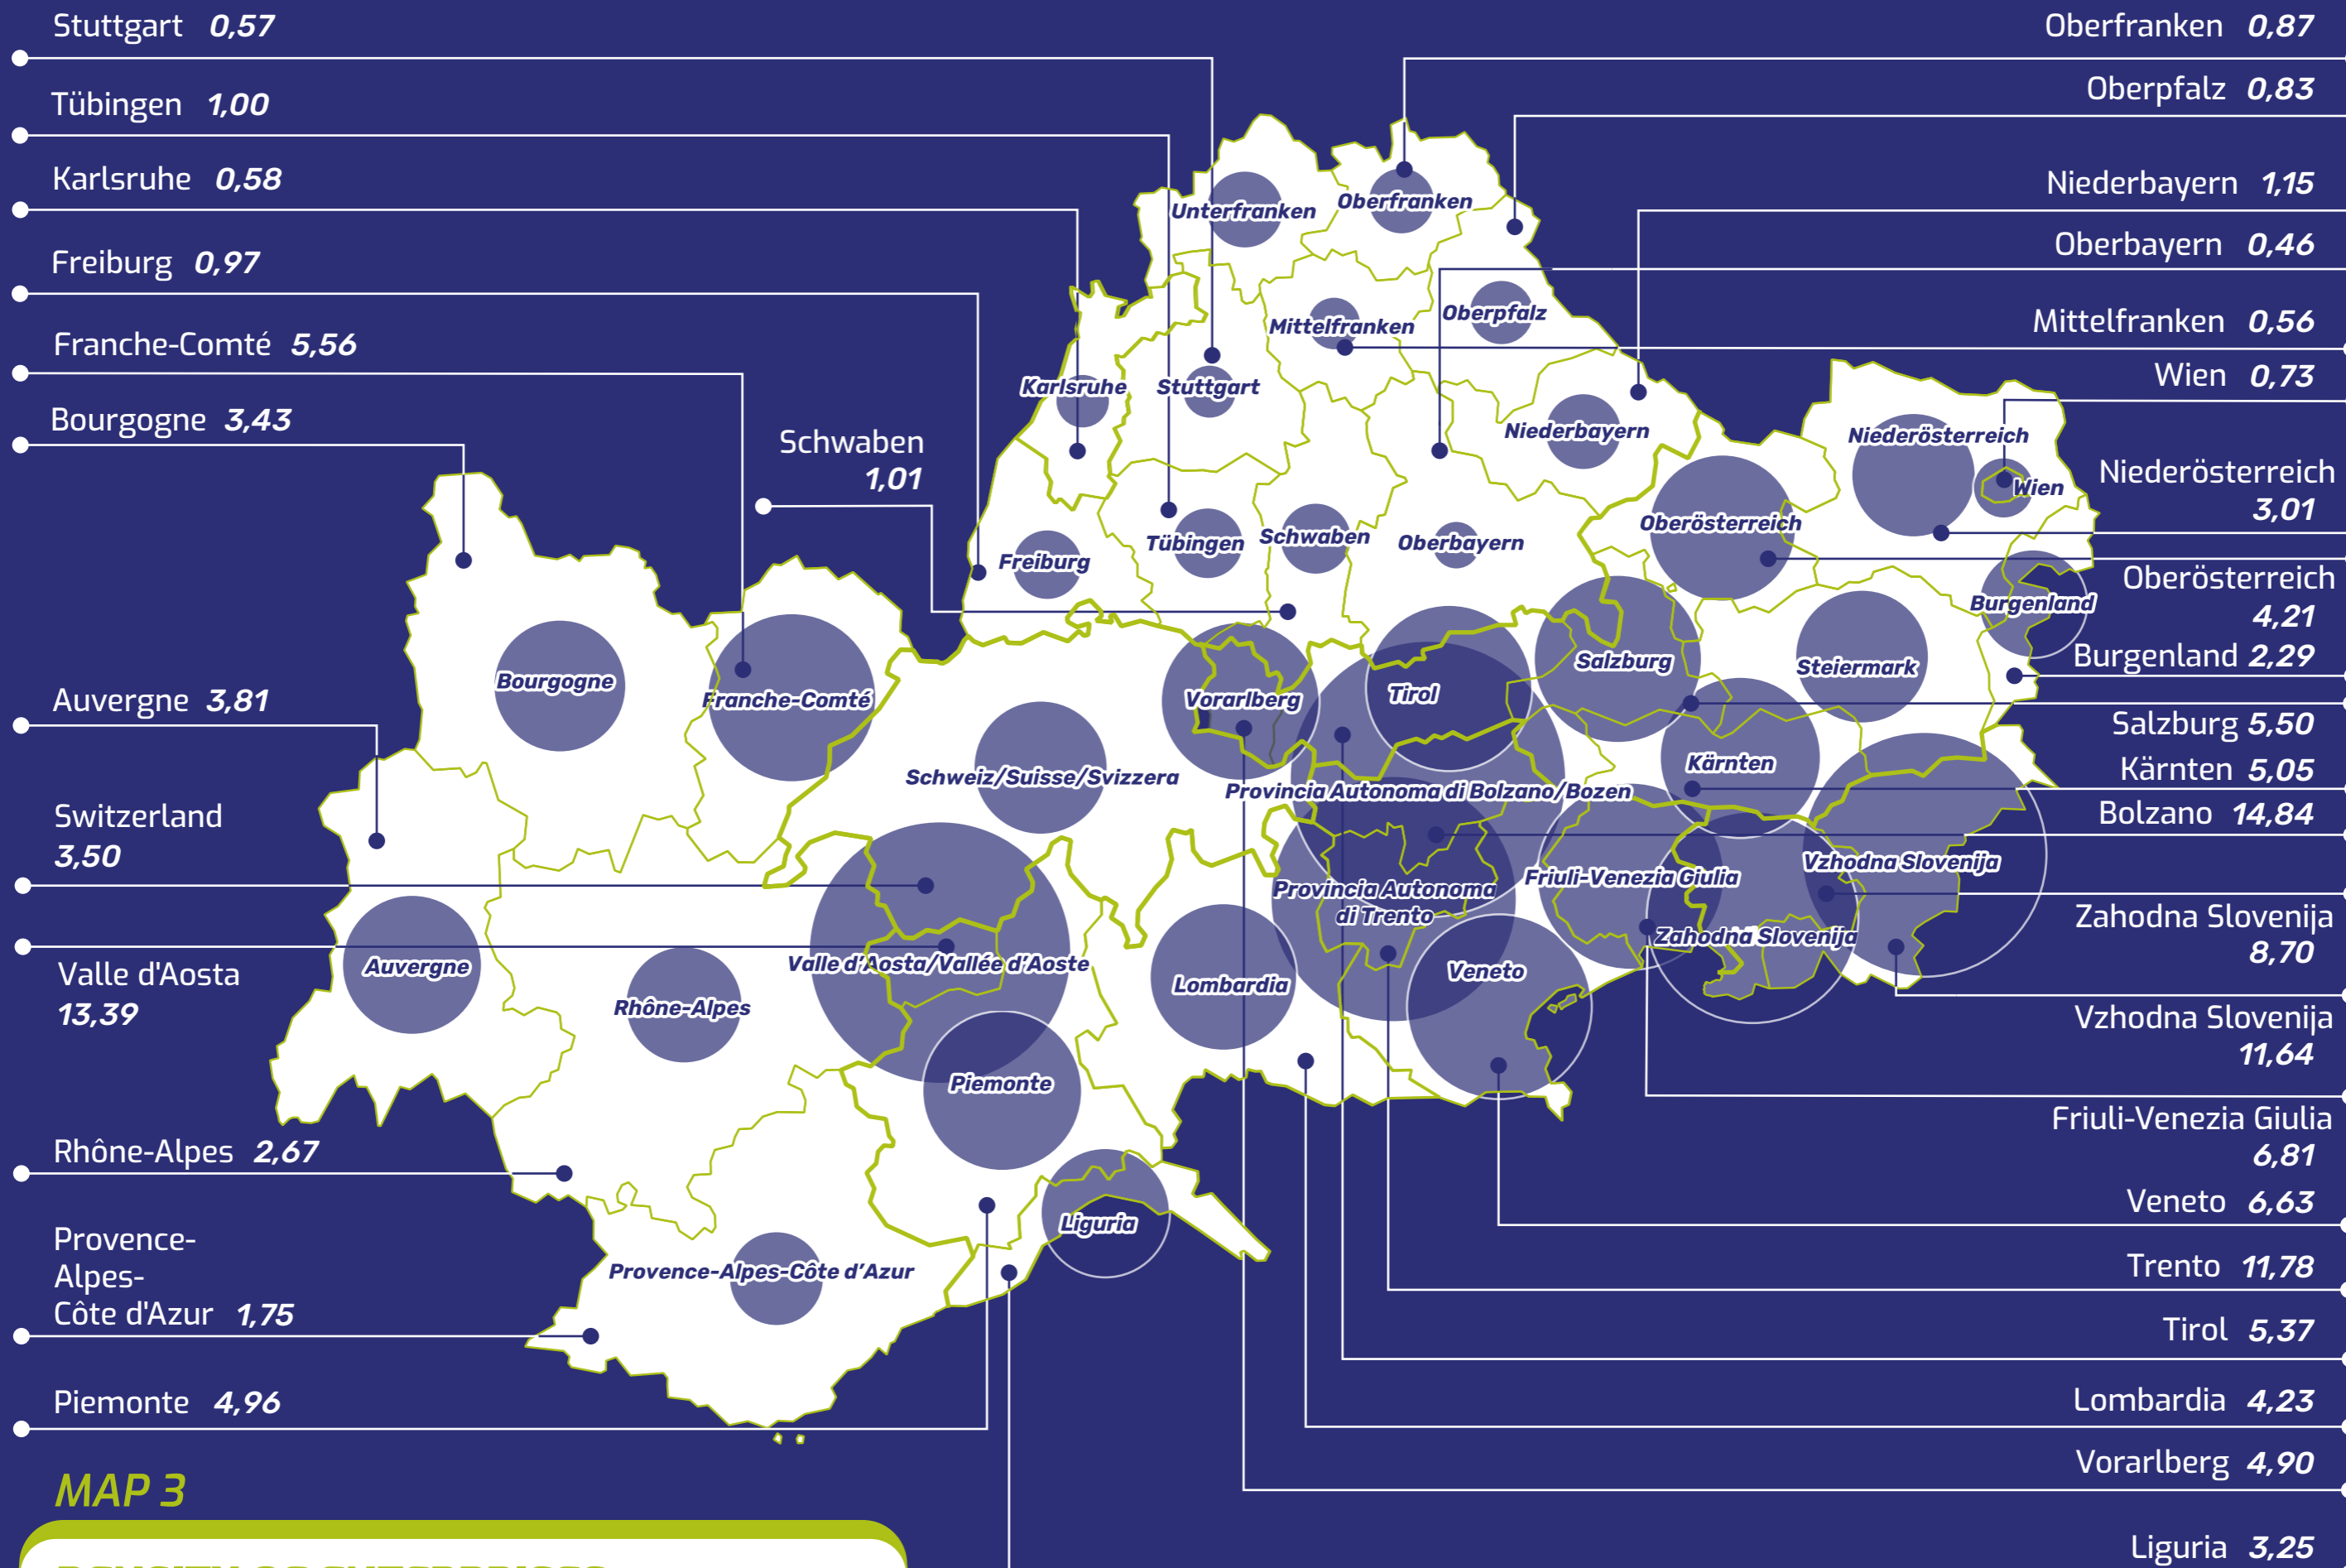 Stuttgart 0,57
Tübingen 1,00
Karlsruhe 0,58
Freiburg 0,97
Franche-Comté 5,56
Bourgogne 3,43
Schwaben
1,01
Auvergne 3,81
Switzerland
3,50
Valle d'Aosta
13,39
Rhône-Alpes 2,67
Provence-
Alpes-
Côte d'Azur 1,75
Piemonte 4,96
Oberfranken 0,87
Oberpfalz 0,83
Niederbayern 1,15
Oberbayern 0,46
Mittelfranken 0,56
Wien 0,73
Niederösterreich
3,01
Oberösterreich
4,21
Burgenland 2,29
Salzburg 5,50
Kärnten 5,05
Bolzano 14,84
Zahodna Slovenija
8,70
Vzhodna Slovenija
11,64
Friuli-Venezia Giulia
6,81
Veneto 6,63
Trento 11,78
Tirol 5,37
Lombardia 4,23
Vorarlberg 4,90
Liguria 3,25
Unterfranken
Oberfranken
Mittelfranken
Oberpfalz
Karlsruhe
Stuttgart
Niederbayern
Niederösterreich
Wien
Oberösterreich
Freiburg
Tübingen
Schwaben
Oberbayern
Burgenland
Bourgogne
Franche-Comté
Vorarlberg
Tirol
Salzburg
Steiermark
Schweiz/Suisse/Svizzera
Provincia Autonoma di Bolzano/Bozen
Kärnten
Provincia Autonoma
di Trento
Friuli-Venezia Giulia
Vzhodna Slovenija
Zahodna Slovenija
Auvergne
Rhône-Alpes
Valle d'Aosta/Vallée d'Aoste
Lombardia
Veneto
Piemonte
Liguria
Provence-Alpes-Côte d'Azur
MAP 3